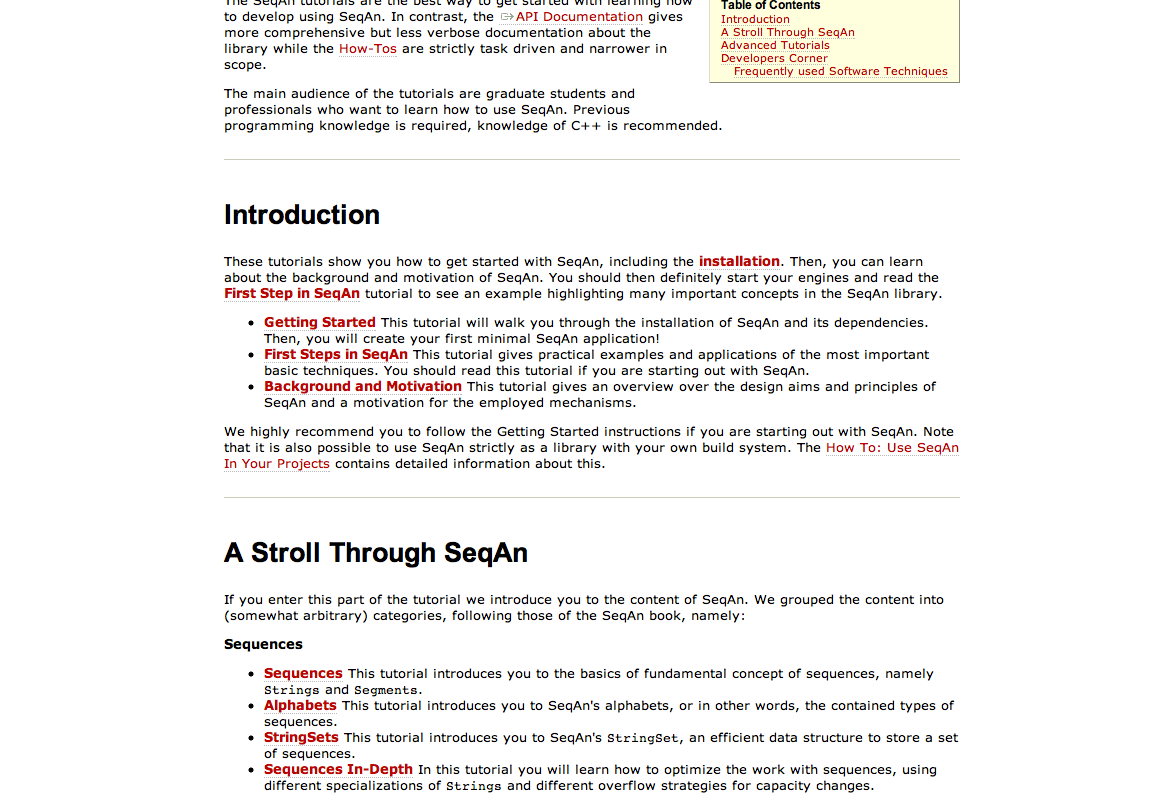 The SeqAn tutorials are the best way to get started with learning how
to develop using SeqAn. In contrast, the API Documentation gives
more comprehensive but less verbose documentation about the
library while the How-Tos are strictly task driven and narrower in
scope.
Table of Contents
Introduction
A Stroll Through SeqAn
Advanced Tutorials
Developers Corner
Frequently used Software Techniques
The main audience of the tutorials are graduate students and
professionals who want to learn how to use SeqAn. Previous
programming knowledge is required, knowledge of C++ is recommended.
Introduction
These tutorials show you how to get started with SeqAn, including the installation. Then, you can learn
about the background and motivation of SeqAn. You should then definitely start your engines and read the
First Step in SeqAn tutorial to see an example highlighting many important concepts in the SeqAn library.
• Getting Started This tutorial will walk you through the installation of SeqAn and its dependencies.
Then, you will create your first minimal SeqAn application!
• First Steps in SeqAn This tutorial gives practical examples and applications of the most important
basic techniques. You should read this tutorial if you are starting out with SeqAn.
• Background and Motivation This tutorial gives an overview over the design aims and principles of
SeqAn and a motivation for the employed mechanisms.
We highly recommend you to follow the Getting Started instructions if you are starting out with SeqAn. Note
that it is also possible to use SeqAn strictly as a library with your own build system. The How To: Use SeqAn
In Your Projects contains detailed information about this.
A Stroll Through SeqAn
If you enter this part of the tutorial we introduce you to the content of SeqAn. We grouped the content into
(somewhat arbitrary) categories, following those of the SeqAn book, namely:
Sequences
• Sequences This tutorial introduces you to the basics of fundamental concept of sequences, namely
Strings and Segments.
• Alphabets This tutorial introduces you to SeqAn's alphabets, or in other words, the contained types of
sequences.
• StringSets This tutorial introduces you to SeqAn's StringSet, an efficient data structure to store a set
of sequences.
• Sequences In-Depth In this tutorial you will learn how to optimize the work with sequences, using
different specializations of Strings and different overflow strategies for capacity changes.